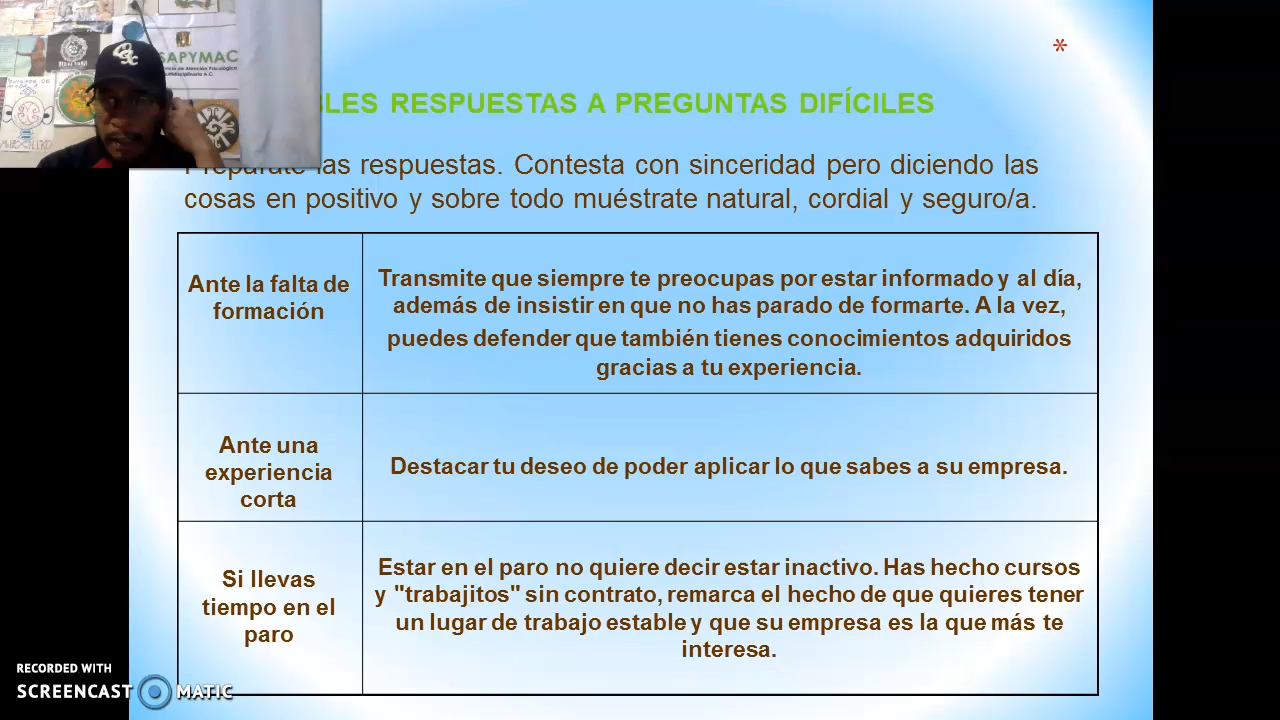 SAPYMAC
BLES RESPUESTAS A PREGUNTAS DIFÍCILES
Prepárate las respuestas. Contesta con sinceridad pero diciendo las
cosas en positivo y sobre todo muéstrate natural, cordial y seguro/a.
Ante la falta de
formación
Transmite que siempre te preocupas por estar informado y al día,
además de insistir en que no has parado de formarte. A la vez,
puedes defender que también tienes conocimientos adquiridos
gracias a tu experiencia.
Ante una
experiencia
corta
Destacar tu deseo de poder aplicar lo que sabes a su empresa.
Si llevas
tiempo en el
paro
Estar en el paro no quiere decir estar inactivo. Has hecho cursos
y "trabajitos" sin contrato, remarca el hecho de que quieres tener
un lugar de trabajo estable y que su empresa es la que más te
interesa.
RECORDED WITH
SCREENCAST MATIC